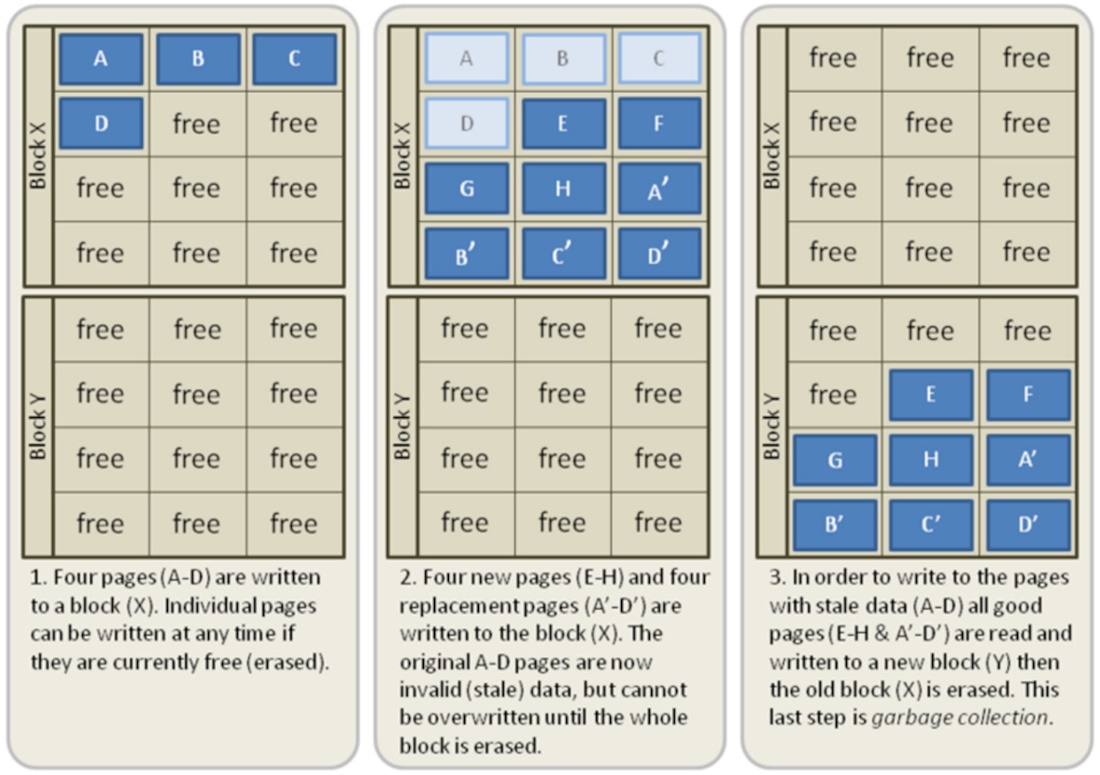 Block X
A B C
D free free
free free free
free free free
Block Y
free free free
free free free
free free free
free free free
1. Four pages (A-D) are written
to a block (X). Individual pages
can be written at any time if
they are currently free (erased).
Block X
A B C
D E F
G H A′
B′ C′ D′
Block Y
free free free
free free free
free free free
free free free
2. Four new pages (E-H) and four
replacement pages (A′-D′) are
written to the block (X). The
original A-D pages are now
invalid (stale) data, but cannot
be overwritten until the whole
block is erased.
Block X
free free free
free free free
free free free
free free free
Block Y
free free free
free E F
G H A′
B′ C′ D′
3. In order to write to the pages
with stale data (A-D) all good
pages (E-H & A′-D′) are read and
written to a new block (Y) then
the old block (X) is erased. This
last step is garbage collection.